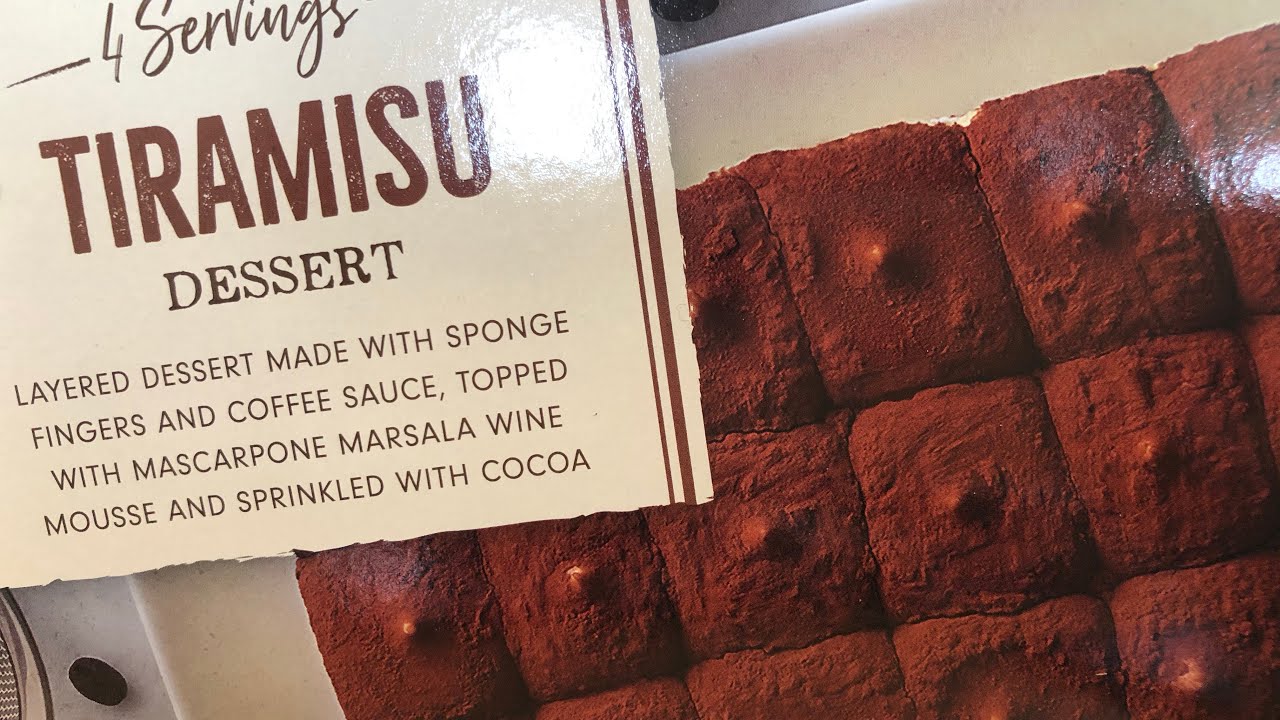 4 Servings
TIRAMISU
DESSERT
LAYERED DESSERT MADE WITH SPONGE
FINGERS AND COFFEE SAUCE, TOPPED
WITH MASCARPONE MARSALA WINE
MOUSSE AND SPRINKLED WITH COCOA